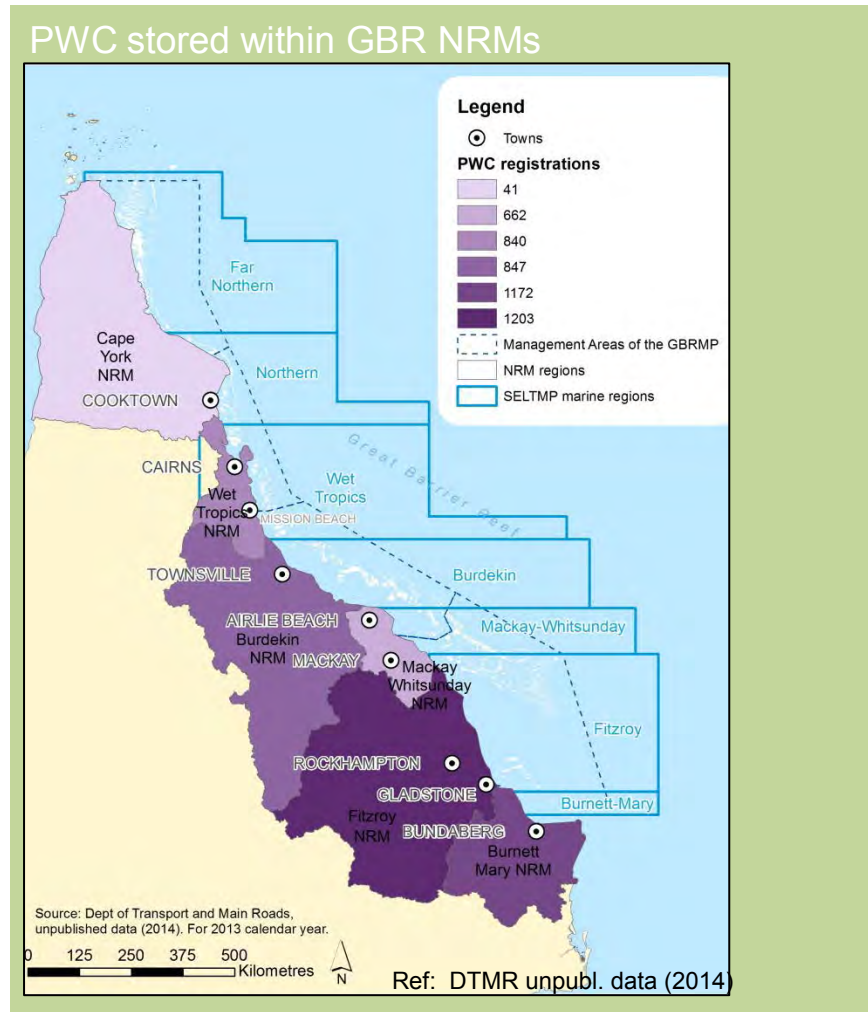 PWC stored within GBR NRMs
Legend
Towns
PWC registrations
41
662
840
847
1172
1203
Management Areas of the GBRMP
NRM regions
SELTMP marine regions
Far
Northern
Cape
York
NRM
Northern
COOKTOWN
Great Barrier Reef
CAIRNS
Wet
Tropics
Wet
Tropics
NRM
MISSION BEACH
TOWNSVILLE
Burdekin
AIRLIE BEACH
Mackay-Whitsunday
Burdekin
NRM
MACKAY
Mackay
Whitsunday
NRM
Fitzroy
ROCKHAMPTON
GLADSTONE
Burnett-Mary
Fitzroy
NRM
BUNDABERG
Burnett
Mary NRM
Source: Dept of Transport and Main Roads,
unpublished data (2014). For 2013 calendar year.
0 125 250 375 500
Kilometres
N
Ref: DTMR unpubl. data (2014)